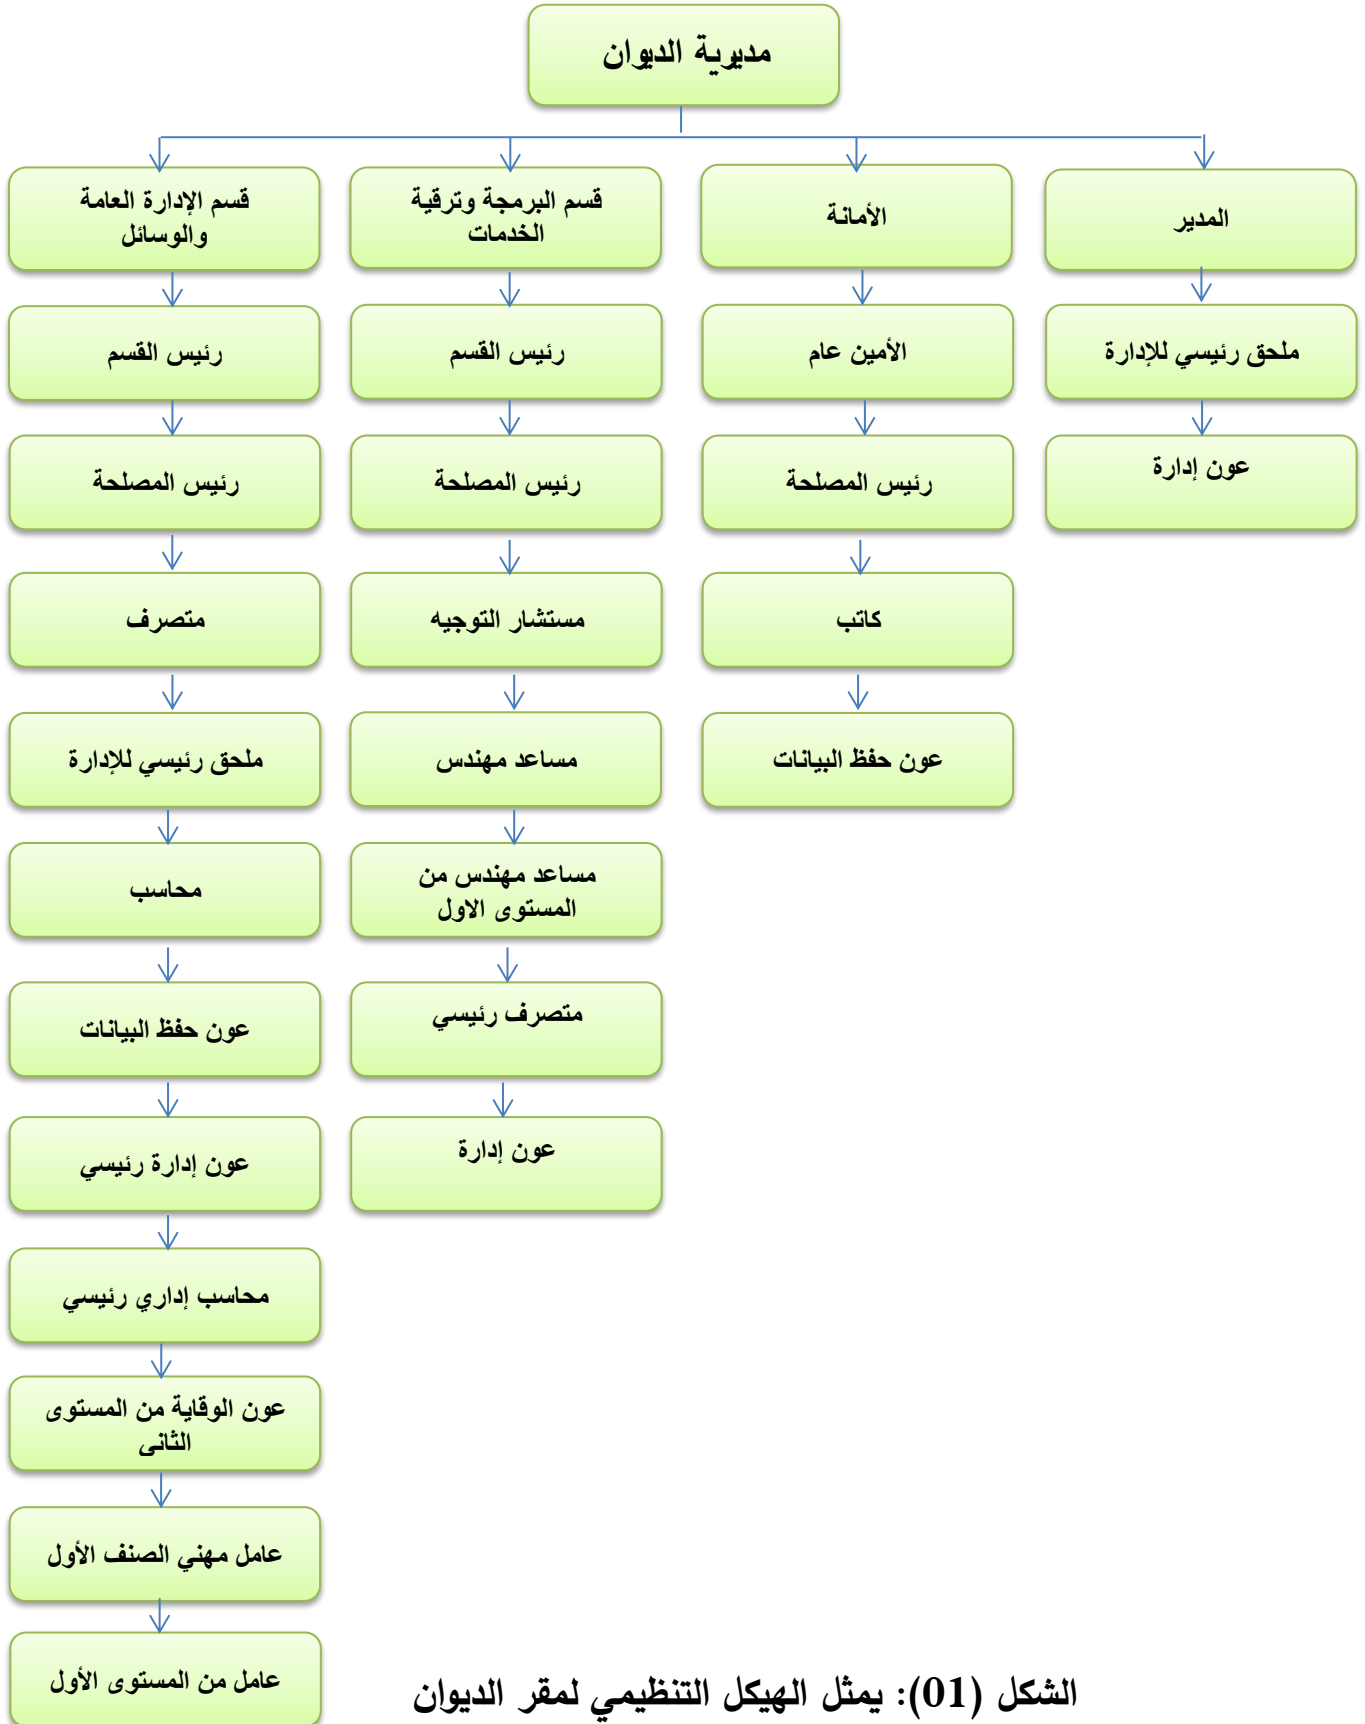 مديرية الديوان
المدير
الأمانة
قسم البرمجة وترقية
الخدمات
قسم الإدارة العامة
والوسائل
ملحق رئيسي للإدارة
الأمين عام
رئيس القسم
رئيس القسم
عون إدارة
رئيس المصلحة
رئيس المصلحة
رئيس المصلحة
كاتب
مستشار التوجيه
متصرف
عون حفظ البيانات
مساعد مهندس
ملحق رئيسي للإدارة
مساعد مهندس من
المستوى الاول
محاسب
متصرف رئيسي
عون حفظ البيانات
عون إدارة
عون إدارة رئيسي
محاسب إداري رئيسي
عون الوقاية من المستوى
الثاني
عامل مهني الصنف الأول
عامل من المستوى الأول
الشكل (01): يمثل الهيكل التنظيمي لمقر الديوان